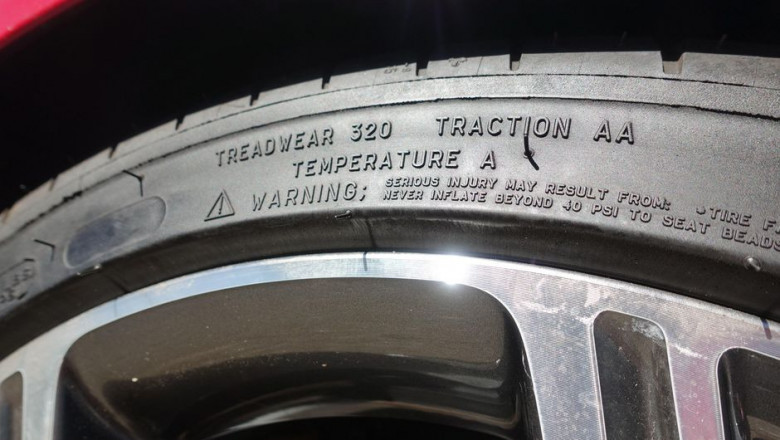 TREADWEAR 320 TRACTION AA
TEMPERATURE A
⚠ WARNING; SERIOUS INJURY MAY RESULT FROM: •TIRE
NEVER INFLATE BEYOND 40 PSI TO SEAT BEADS